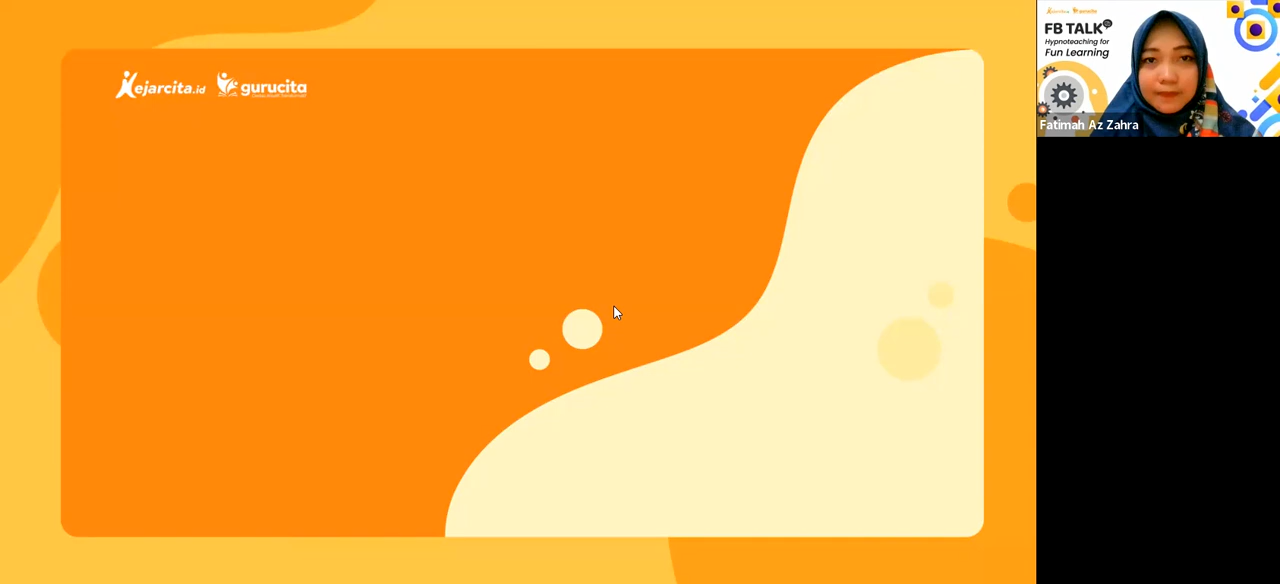 Kejarcita.id gurucita
FB TALK
Hypnoteaching for
Fun Learning
Fatimah Az Zahra